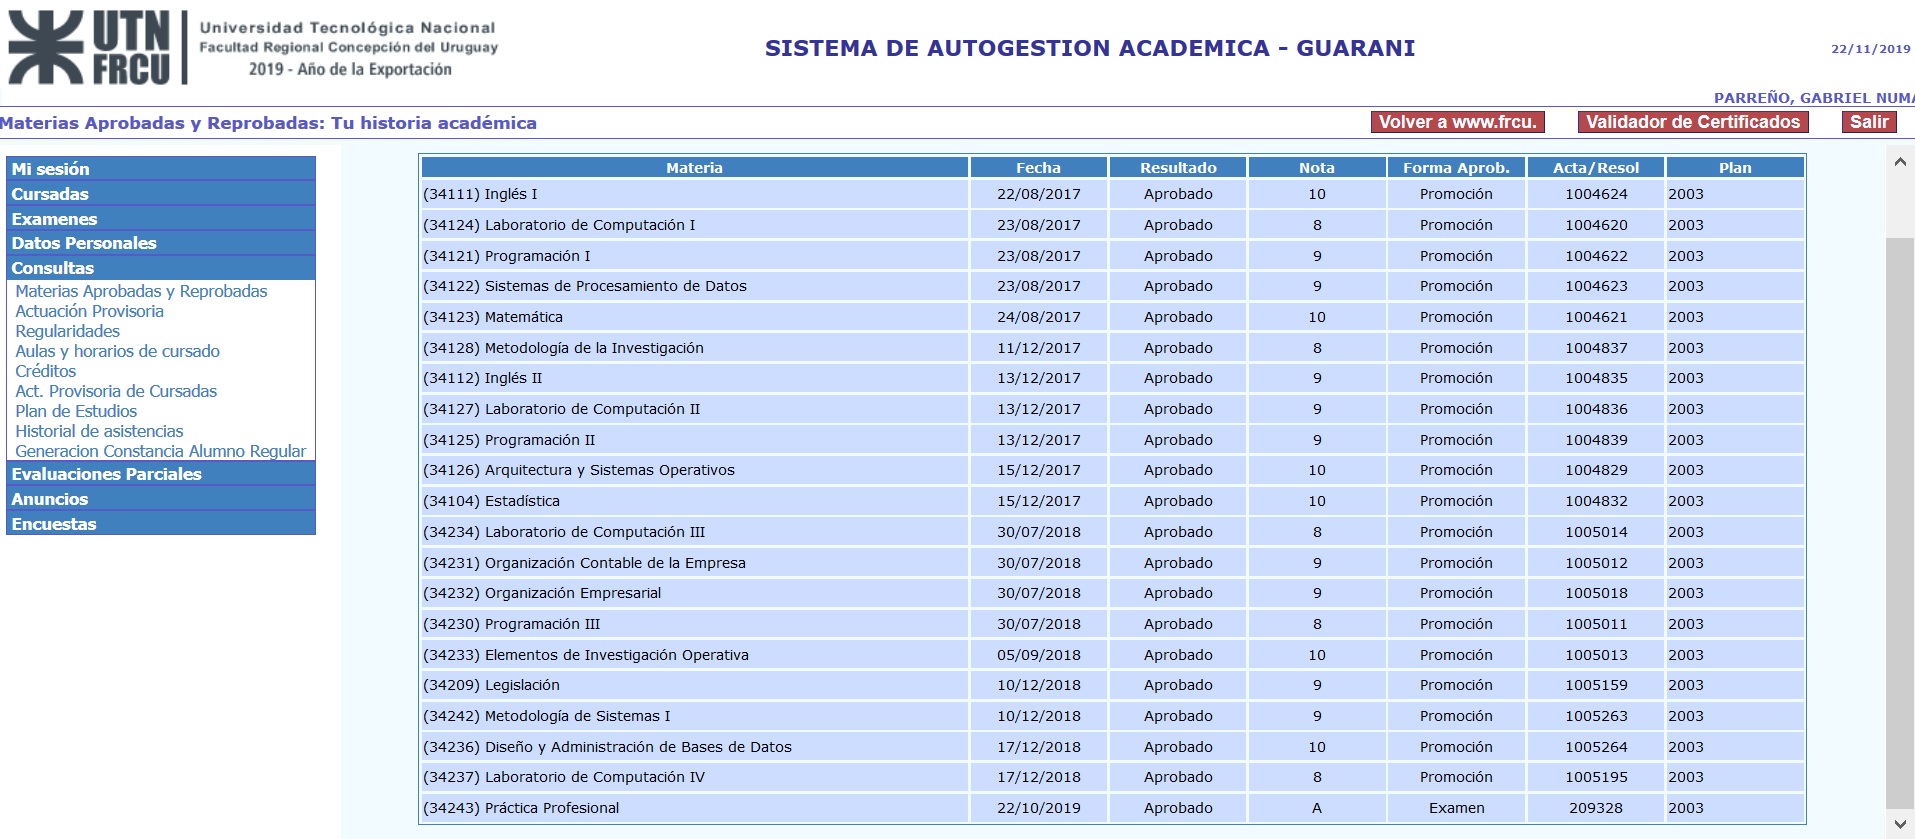 UTN
FRCU
Universidad Tecnológica Nacional
Facultad Regional Concepción del Uruguay
2019 - Año de la Exportación
SISTEMA DE AUTOGESTION ACADEMICA - GUARANI
22/11/2019
PARREÑO, GABRIEL NUMA
Materias Aprobadas y Reprobadas: Tu historia académica
Volver a www.frcu.
Validador de Certificados
Salir
Mi sesión
Cursadas
Examenes
Datos Personales
Consultas
Materias Aprobadas y Reprobadas
Actuación Provisoria
Regularidades
Aulas y horarios de cursado
Créditos
Act. Provisoria de Cursadas
Plan de Estudios
Historial de asistencias
Generacion Constancia Alumno Regular
Evaluaciones Parciales
Anuncios
Encuestas
Materia Fecha Resultado Nota Forma Aprob. Acta/Resol Plan
(34111) Inglés I 22/08/2017 Aprobado 10 Promoción 1004624 2003
(34124) Laboratorio de Computación I 23/08/2017 Aprobado 8 Promoción 1004620 2003
(34121) Programación I 23/08/2017 Aprobado 9 Promoción 1004622 2003
(34122) Sistemas de Procesamiento de Datos 23/08/2017 Aprobado 9 Promoción 1004623 2003
(34123) Matemática 24/08/2017 Aprobado 10 Promoción 1004621 2003
(34128) Metodología de la Investigación 11/12/2017 Aprobado 8 Promoción 1004837 2003
(34112) Inglés II 13/12/2017 Aprobado 9 Promoción 1004835 2003
(34127) Laboratorio de Computación II 13/12/2017 Aprobado 9 Promoción 1004836 2003
(34125) Programación II 13/12/2017 Aprobado 9 Promoción 1004839 2003
(34126) Arquitectura y Sistemas Operativos 15/12/2017 Aprobado 10 Promoción 1004829 2003
(34104) Estadística 15/12/2017 Aprobado 10 Promoción 1004832 2003
(34234) Laboratorio de Computación III 30/07/2018 Aprobado 8 Promoción 1005014 2003
(34231) Organización Contable de la Empresa 30/07/2018 Aprobado 9 Promoción 1005012 2003
(34232) Organización Empresarial 30/07/2018 Aprobado 9 Promoción 1005018 2003
(34230) Programación III 30/07/2018 Aprobado 8 Promoción 1005011 2003
(34233) Elementos de Investigación Operativa 05/09/2018 Aprobado 10 Promoción 1005013 2003
(34209) Legislación 10/12/2018 Aprobado 9 Promoción 1005159 2003
(34242) Metodología de Sistemas I 10/12/2018 Aprobado 9 Promoción 1005263 2003
(34236) Diseño y Administración de Bases de Datos 17/12/2018 Aprobado 10 Promoción 1005264 2003
(34237) Laboratorio de Computación IV 17/12/2018 Aprobado 8 Promoción 1005195 2003
(34243) Práctica Profesional 22/10/2019 Aprobado A Examen 209328 2003